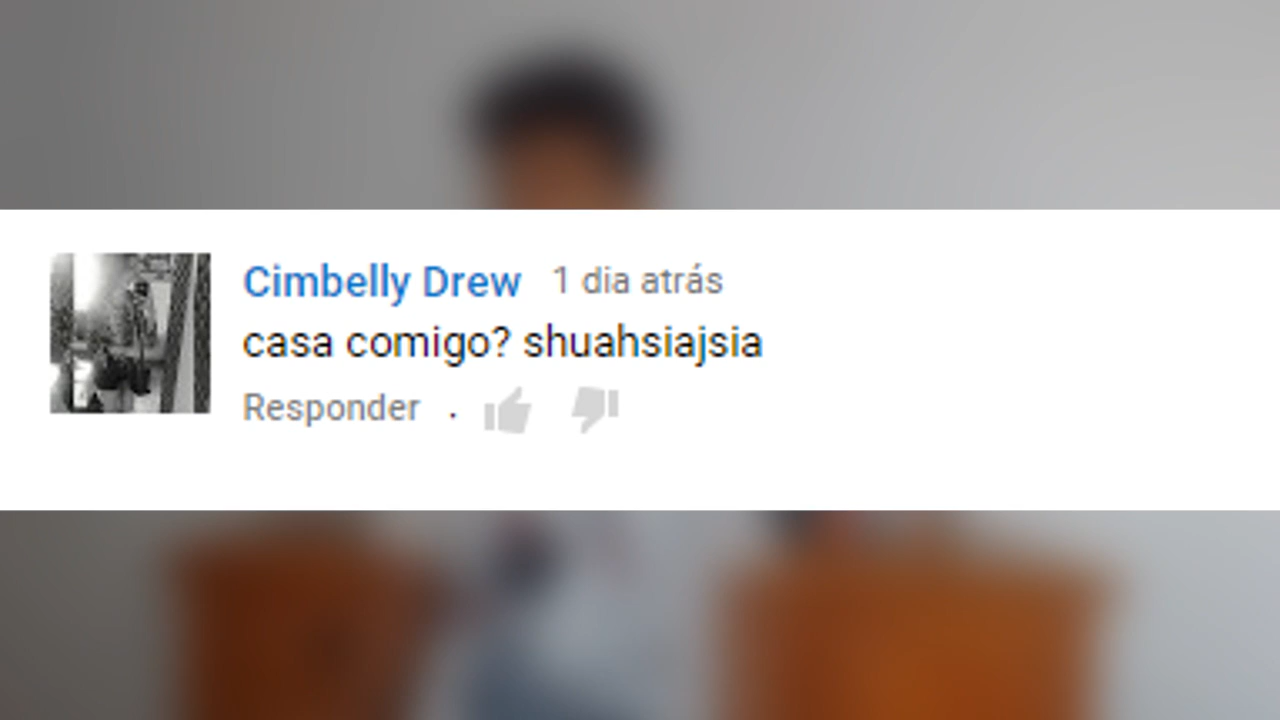 Cimbelly Drew 1 dia atrás
casa comigo? shuahsiajsia
Responder .